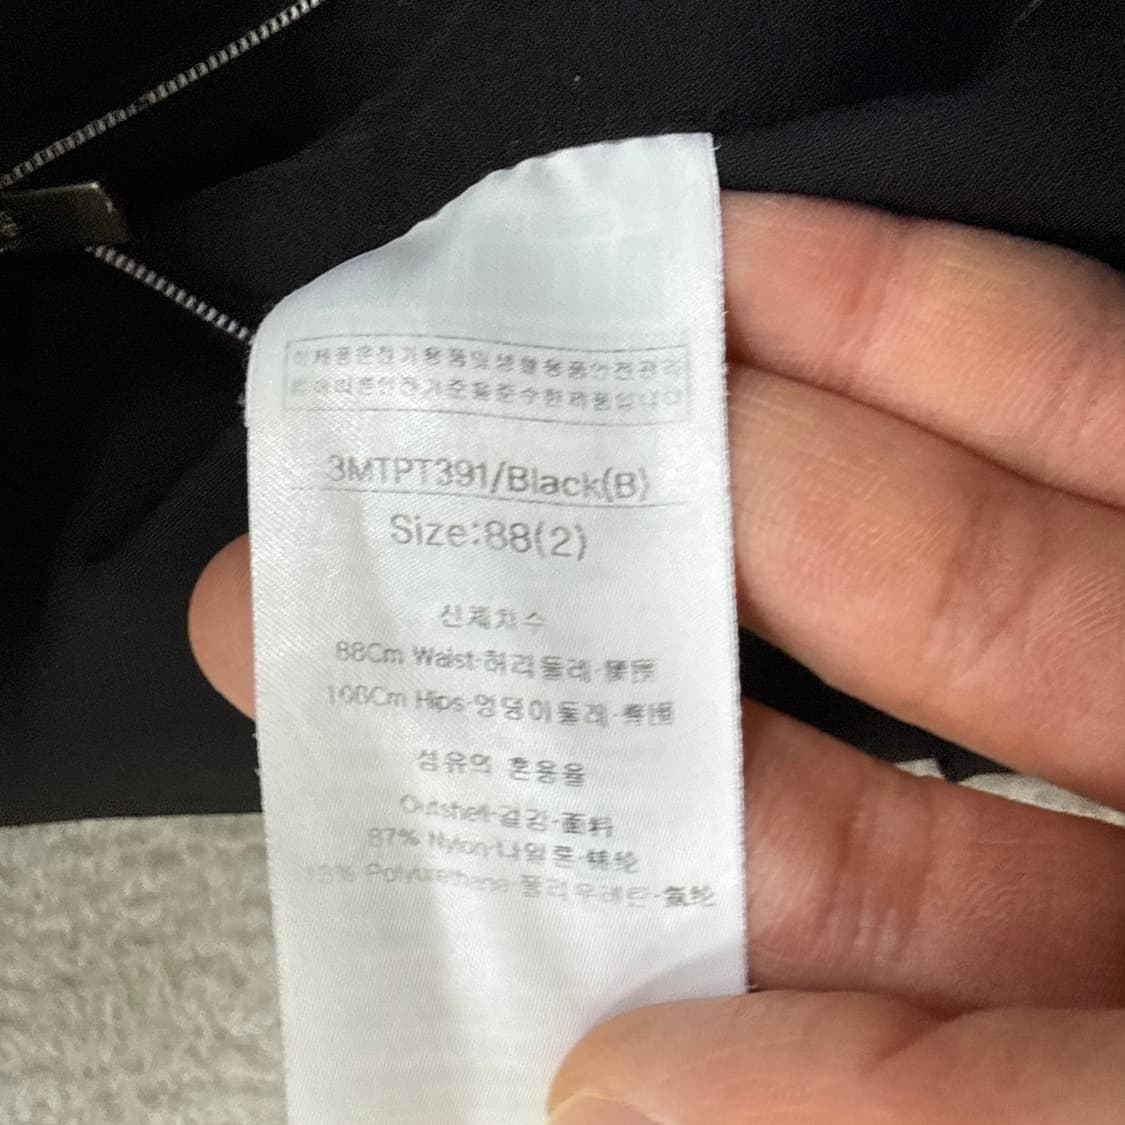 이제품은전기용품및생활용품안전관리
법에따른안전기준을준수한제품입니다
3MTPT391/Black(B)
Size:88(2)
신체치수
88Cm Waist·허리둘레·腰围
106Cm Hips·엉덩이둘레·臀围
섬유의 혼용율
Outshell·겉감·面料
87% Nylon·나일론·锦纶
13% Polyurethane·폴리우레탄·氨纶